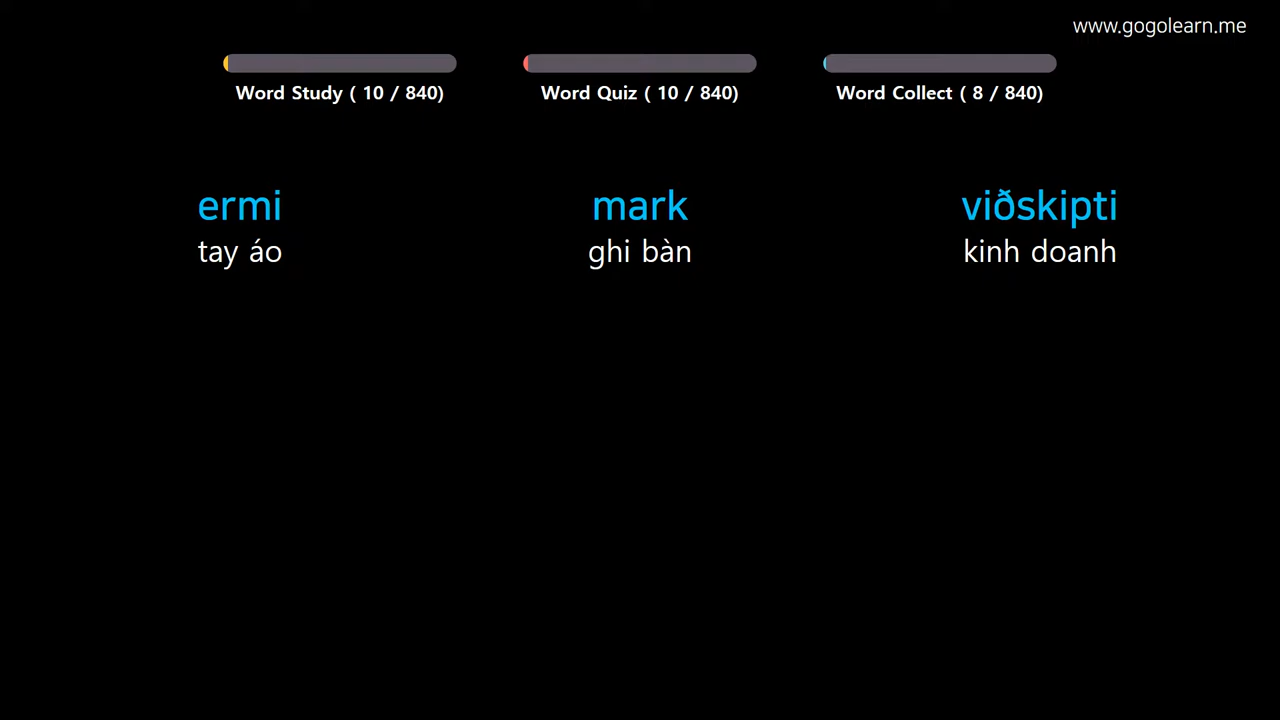 www.gogolearn.me
Word Study ( 10 / 840)
Word Quiz ( 10 / 840)
Word Collect ( 8 / 840)
ermi
tay áo
mark
ghi bàn
viðskipti
kinh doanh